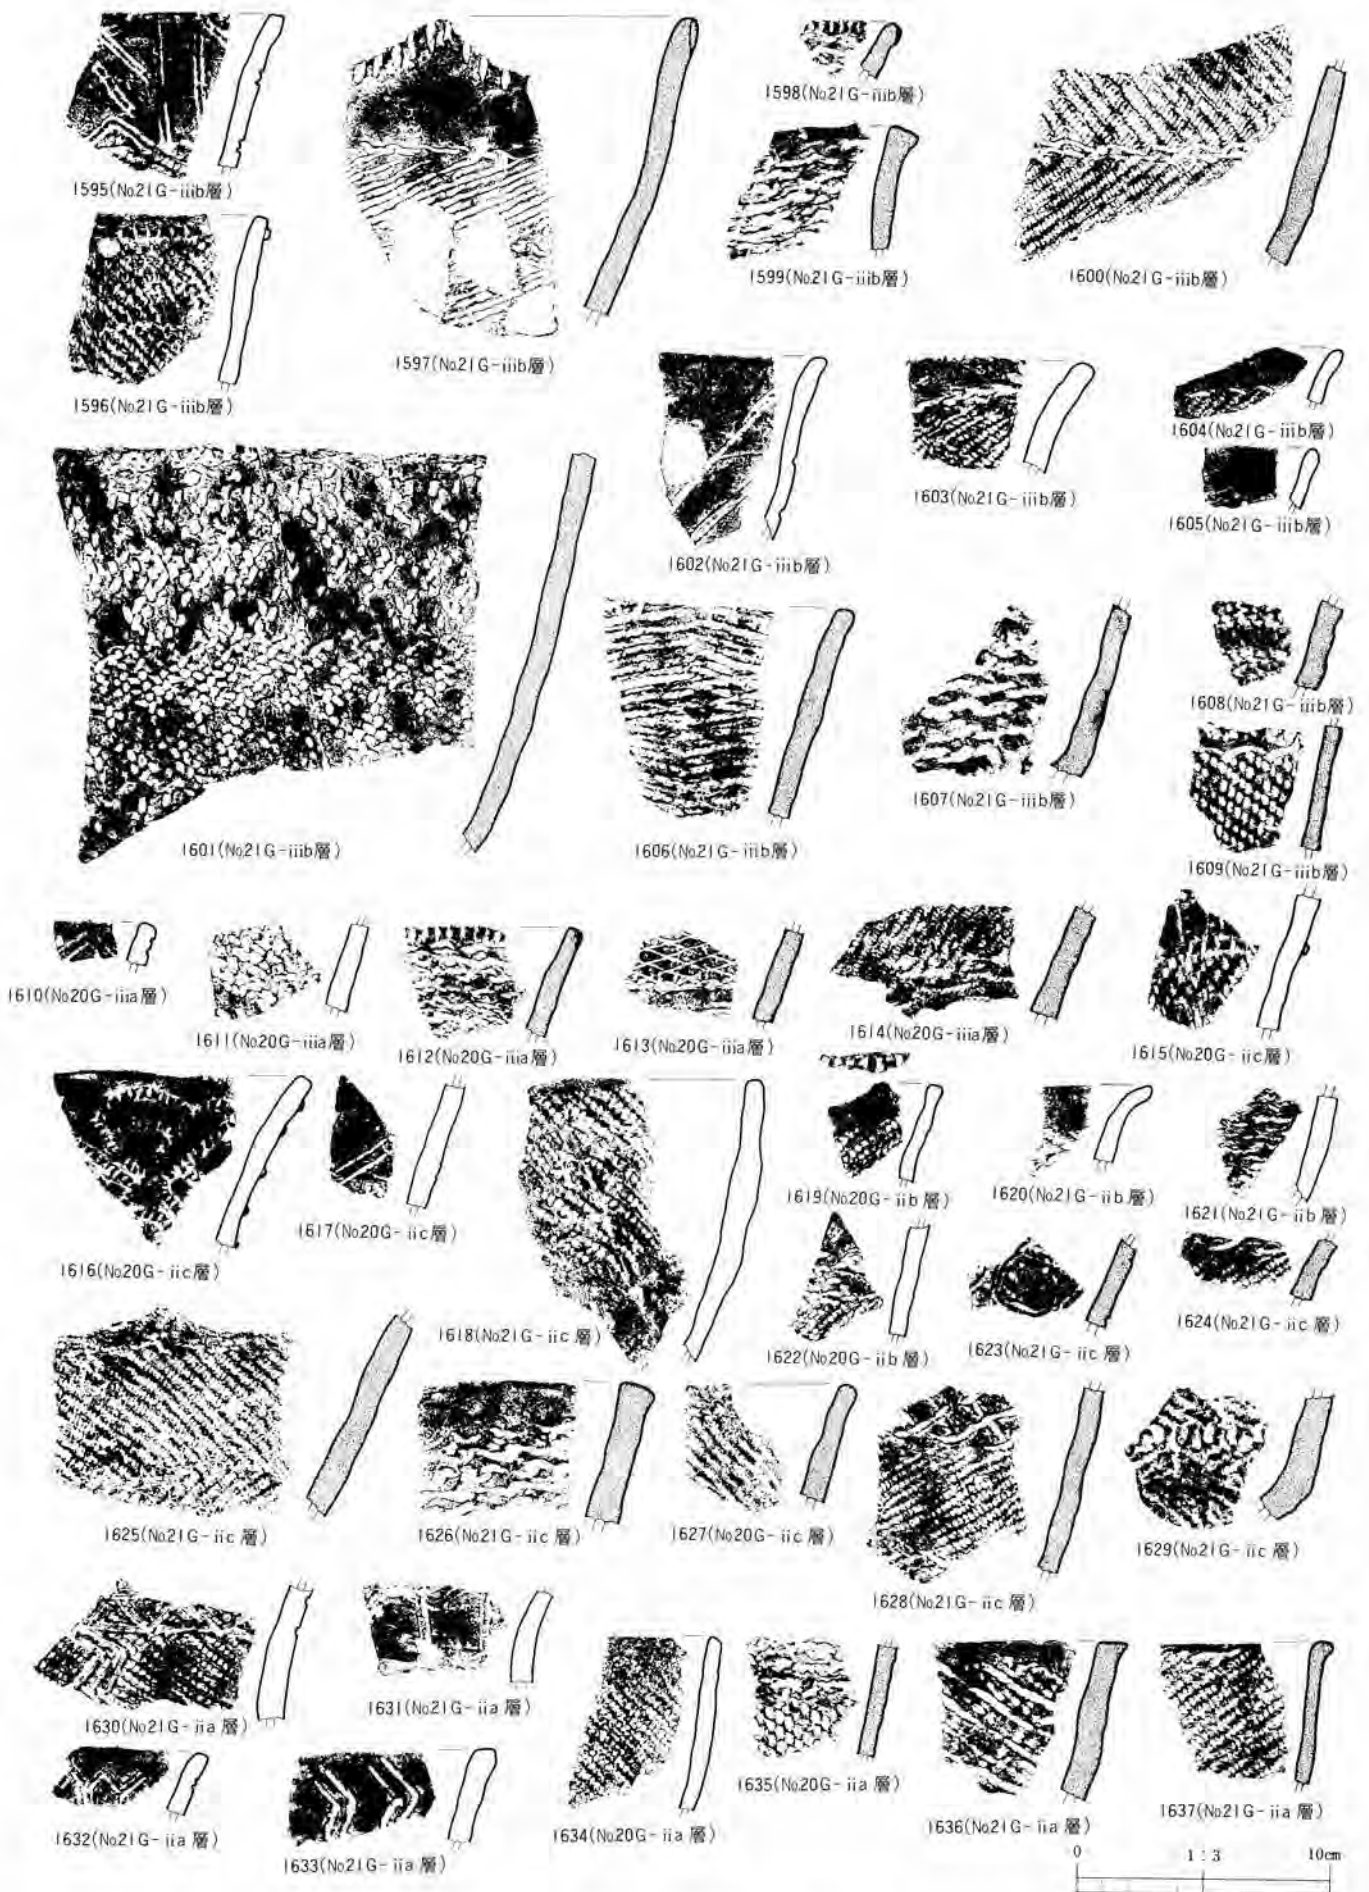 1595(No21G-iiib層)
1596(No21G-iiib層)
1597(No21G-iiib層)
1598(No21G-iiib層)
1599(No21G-iiib層)
1600(No21G-iiib層)
1601(No21G-iiib層)
1602(No21G-iiib層)
1603(No21G-iiib層)
1604(No21G-iiib層)
1605(No21G-iiib層)
1606(No21G-iiib層)
1607(No21G-iiib層)
1608(No21G-iiib層)
1609(No21G-iiib層)
1610(No20G-iiia層)
1611(No20G-iiia層)
1612(No20G-iiia層)
1613(No20G-iiia層)
1614(No20G-iiia層)
1615(No20G-iic層)
1616(No20G-iic層)
1617(No20G-iic層)
1618(No21G-iic層)
1619(No20G-iib層)
1620(No21G-iib層)
1621(No21G-iib層)
1622(No20G-iib層)
1623(No21G-iic層)
1624(No21G-iic層)
1625(No21G-iic層)
1626(No21G-iic層)
1627(No20G-iic層)
1628(No21G-iic層)
1629(No21G-iic層)
1630(No21G-iia層)
1631(No21G-iia層)
1632(No21G-iia層)
1633(No21G-iia層)
1634(No20G-iia層)
1635(No20G-iia層)
1636(No21G-iia層)
1637(No21G-iia層)
0 1:3 10cm